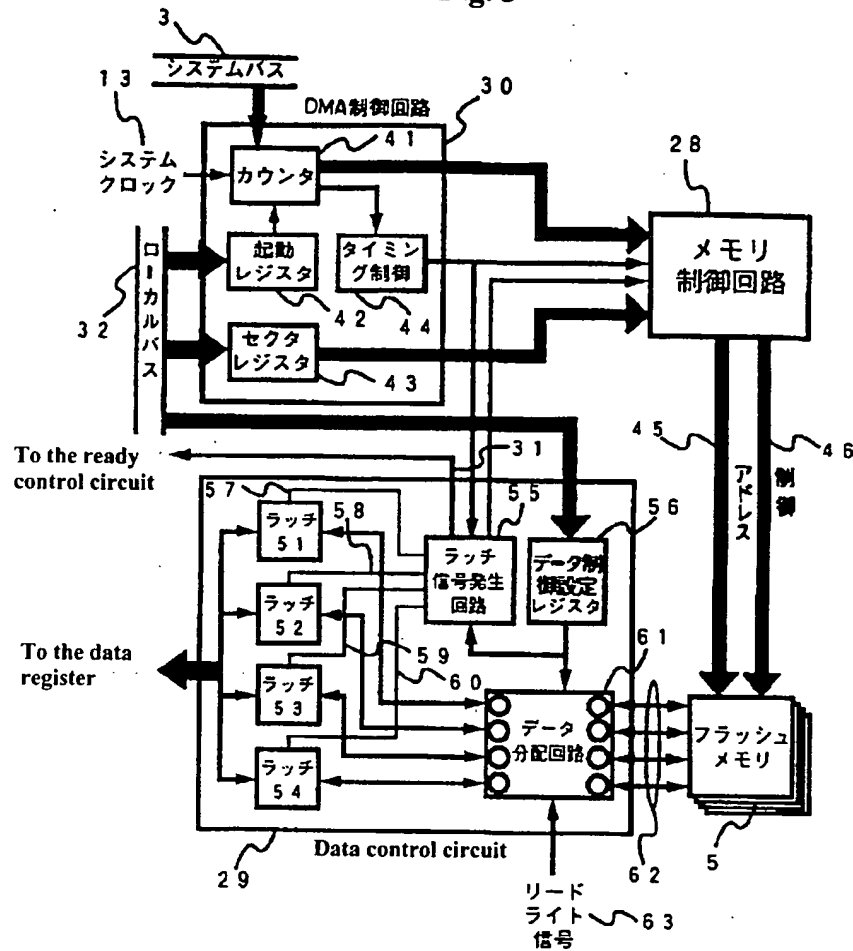 3
システムバス
13
システム
クロック
DMA制御回路
30
41
カウンタ
28
メモリ
制御回路
ローカルバス
32
起動
レジスタ
42
タイミン
グ制御
44
セクタ
レジスタ
43
45
アドレス
制御
46
To the ready
control circuit
31
57
58
55
56
ラッチ
51
ラッチ
信号発生
回路
データ制
御設定
レジスタ
ラッチ
52
59
61
To the data
register
60
ラッチ
53
データ
分配回路
フラッシュ
メモリ
ラッチ
54
5
62
Data control circuit
29
リード
ライト
信号
63